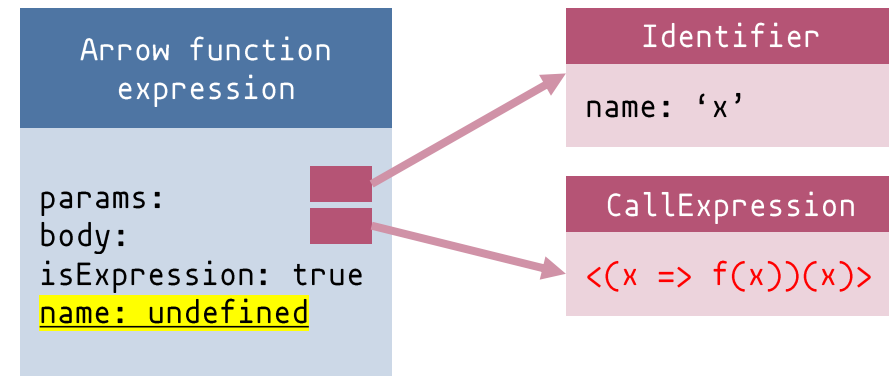 Arrow function
expression
params:
body:
isExpression: true
name: undefined
Identifier
name: ‘x’
CallExpression
<(x => f(x))(x)>